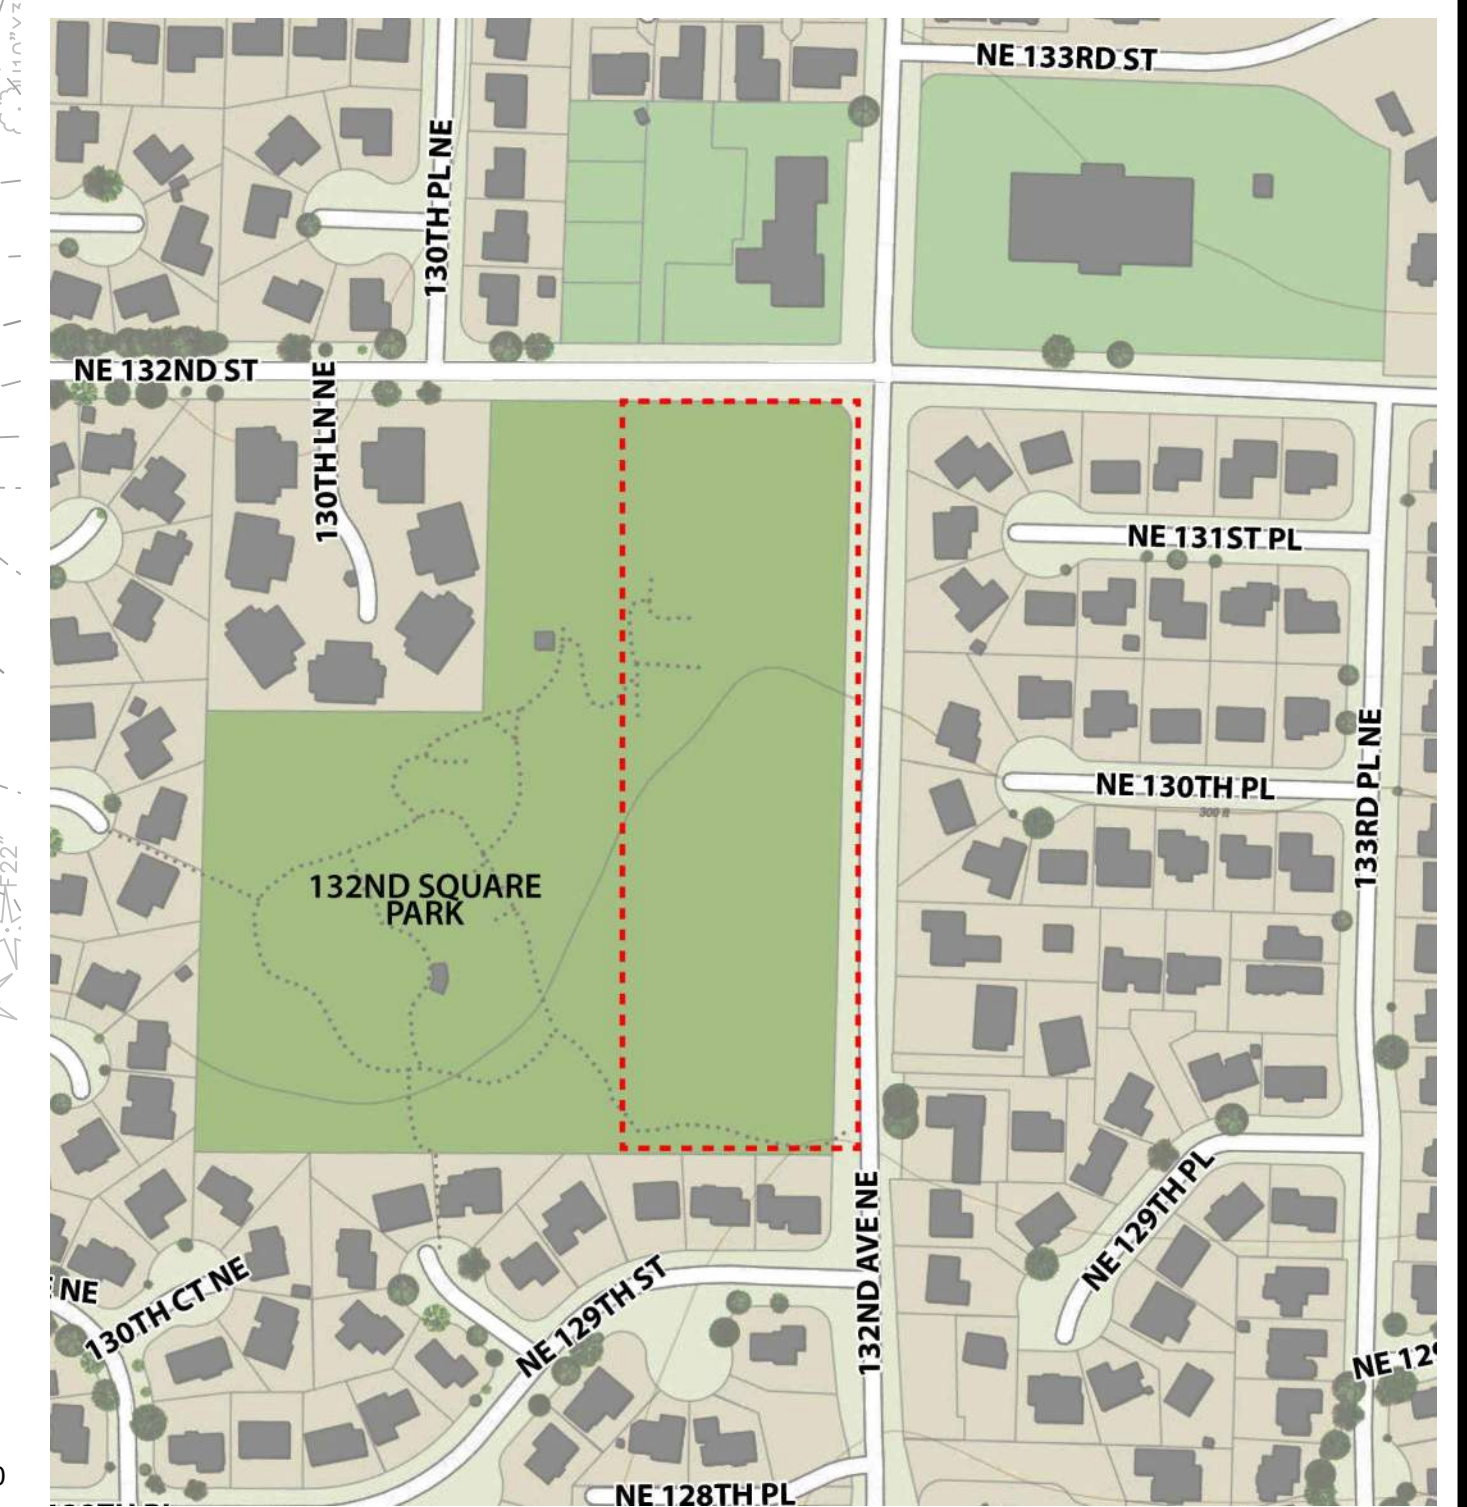 NE 133RD ST
130TH PL NE
NE 132ND ST
130TH LN NE
NE 131ST PL
NE 130TH PL
300 ft
133RD PL NE
132ND SQUARE
PARK
132ND AVE NE
NE 129TH PL
NE
130TH CT NE
NE 129TH ST
NE 128TH PL